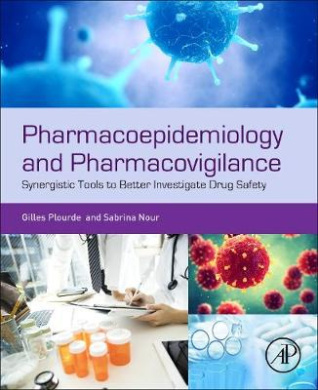 Pharmacoepidemiology
and Pharmacovigilance
Synergistic Tools to Better Investigate Drug Safety
Gilles Plourde and Sabrina Nour
AP